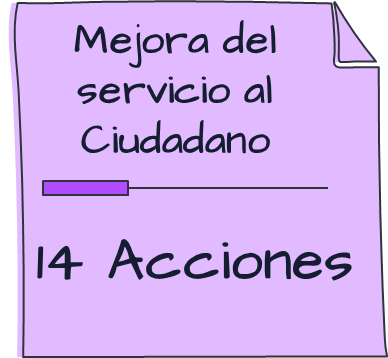 Mejora del
servicio al
Ciudadano
14 Acciones